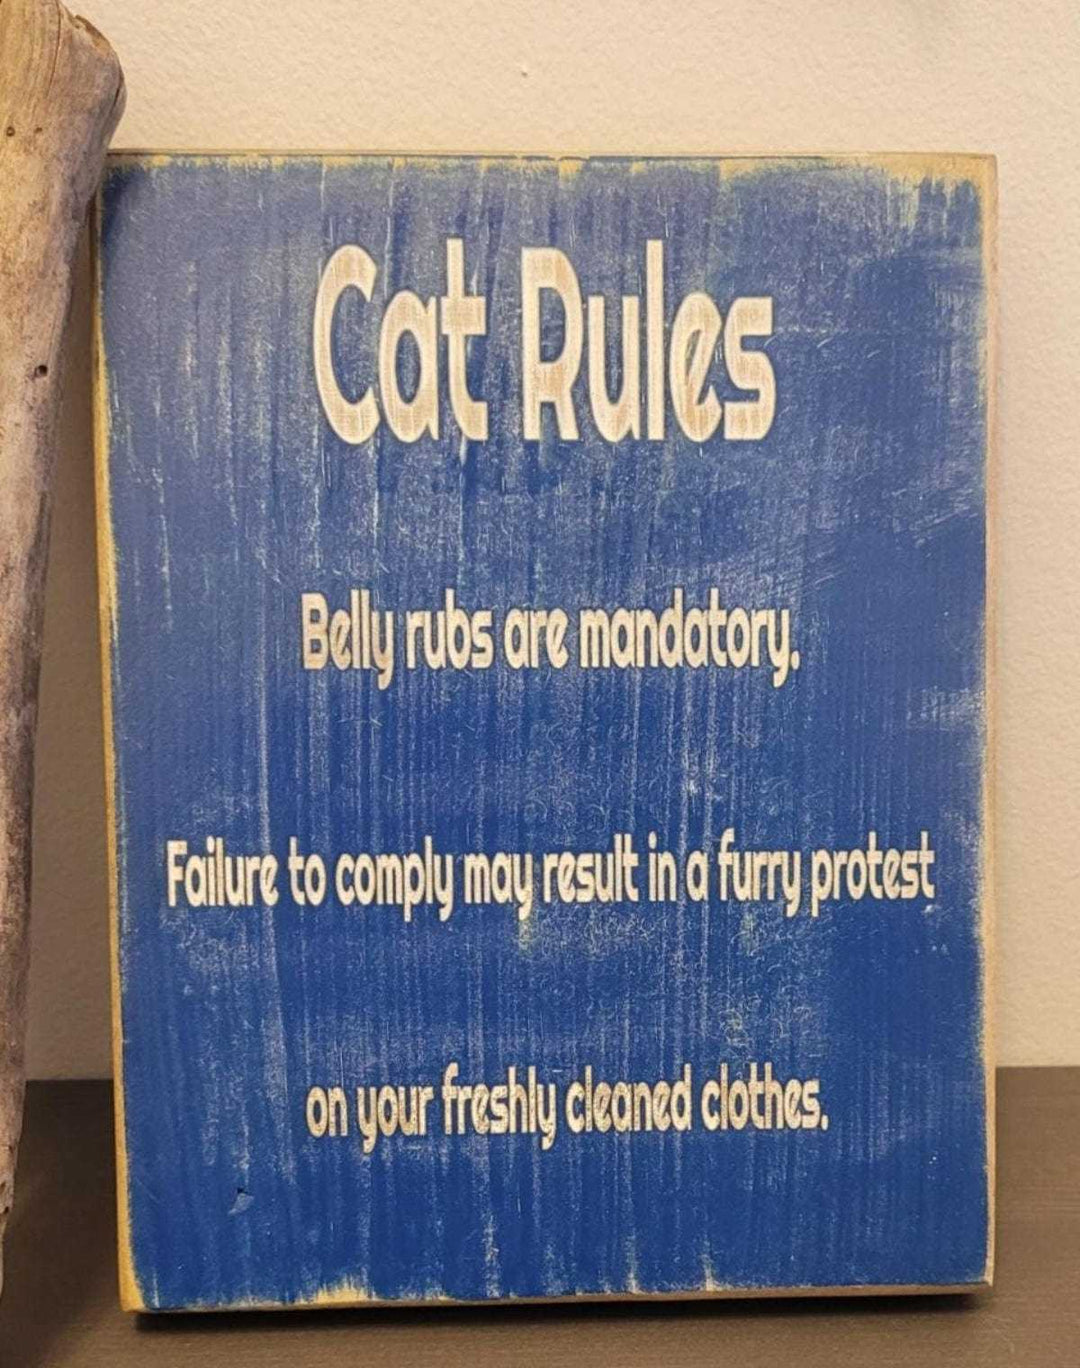 Cat Rules
Belly rubs are mandatory.
Failure to comply may result in a furry protest
on your freshly cleaned clothes.